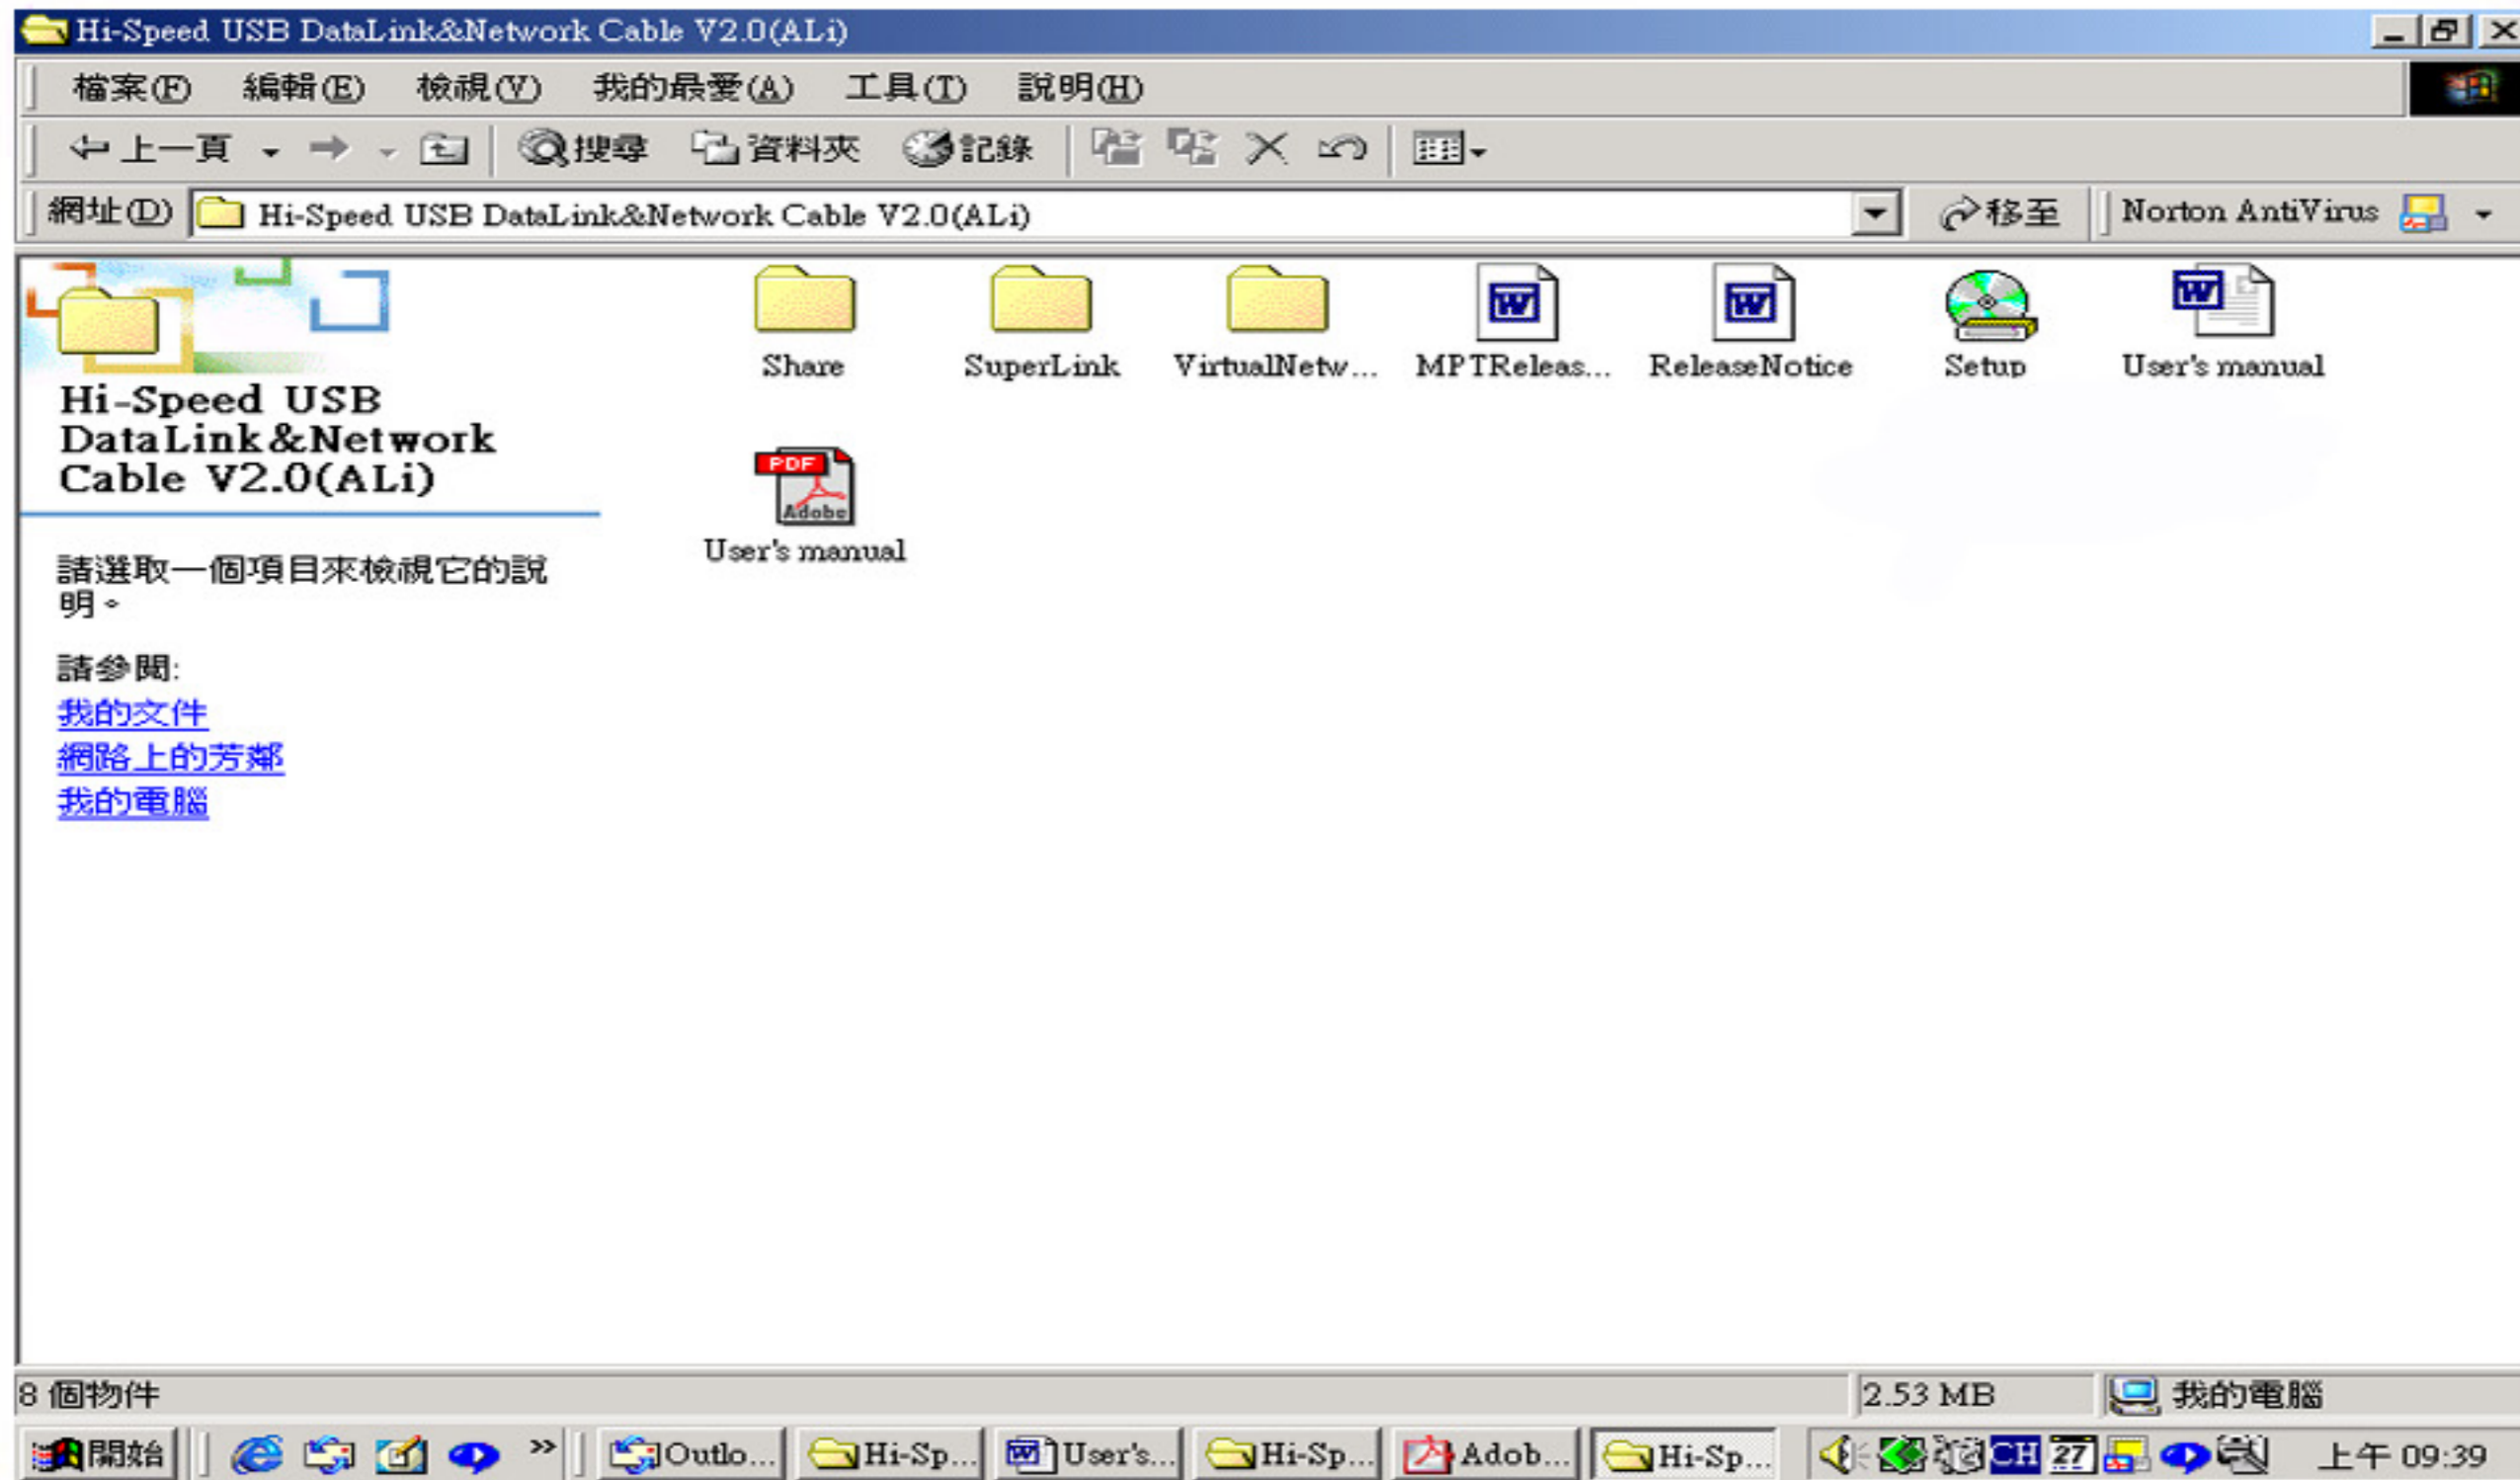 Hi-Speed USB DataLink&Network Cable V2.0(ALi)
檔案(F) 編輯(E) 檢視(V) 我的最愛(A) 工具(T) 說明(H)
上一頁 搜尋 資料夾 記錄
網址(D) Hi-Speed USB DataLink&Network Cable V2.0(ALi) 移至 Norton AntiVirus
Share SuperLink VirtualNetw... MPTReleas... ReleaseNotice Setup User's manual
PDF
Adobe
User's manual
Hi-Speed USB
DataLink&Network
Cable V2.0(ALi)
請選取一個項目來檢視它的說
明。
請參閱:
我的文件
網路上的芳鄰
我的電腦
8 個物件 2.53 MB 我的電腦
開始 Outlo... Hi-Sp... User's... Hi-Sp... Adob... Hi-Sp... CH 27 上午 09:39